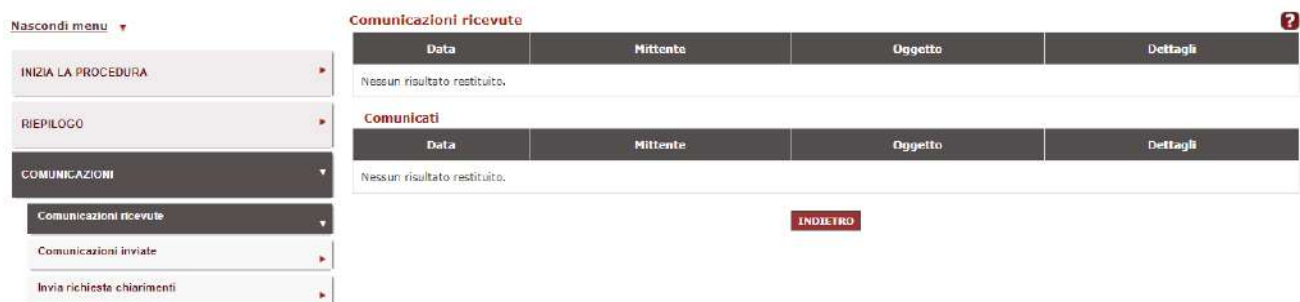 Nascondi menu
INIZIA LA PROCEDURA
RIEPILOGO
COMUNICAZIONI
Comunicazioni ricevute
Comunicazioni inviate
Invia richiesta chiarimenti
Comunicazioni ricevute
?
Data Mittente Oggetto Dettagli
Nessun risultato restituito.
Comunicati
Data Mittente Oggetto Dettagli
Nessun risultato restituito.
INDIETRO